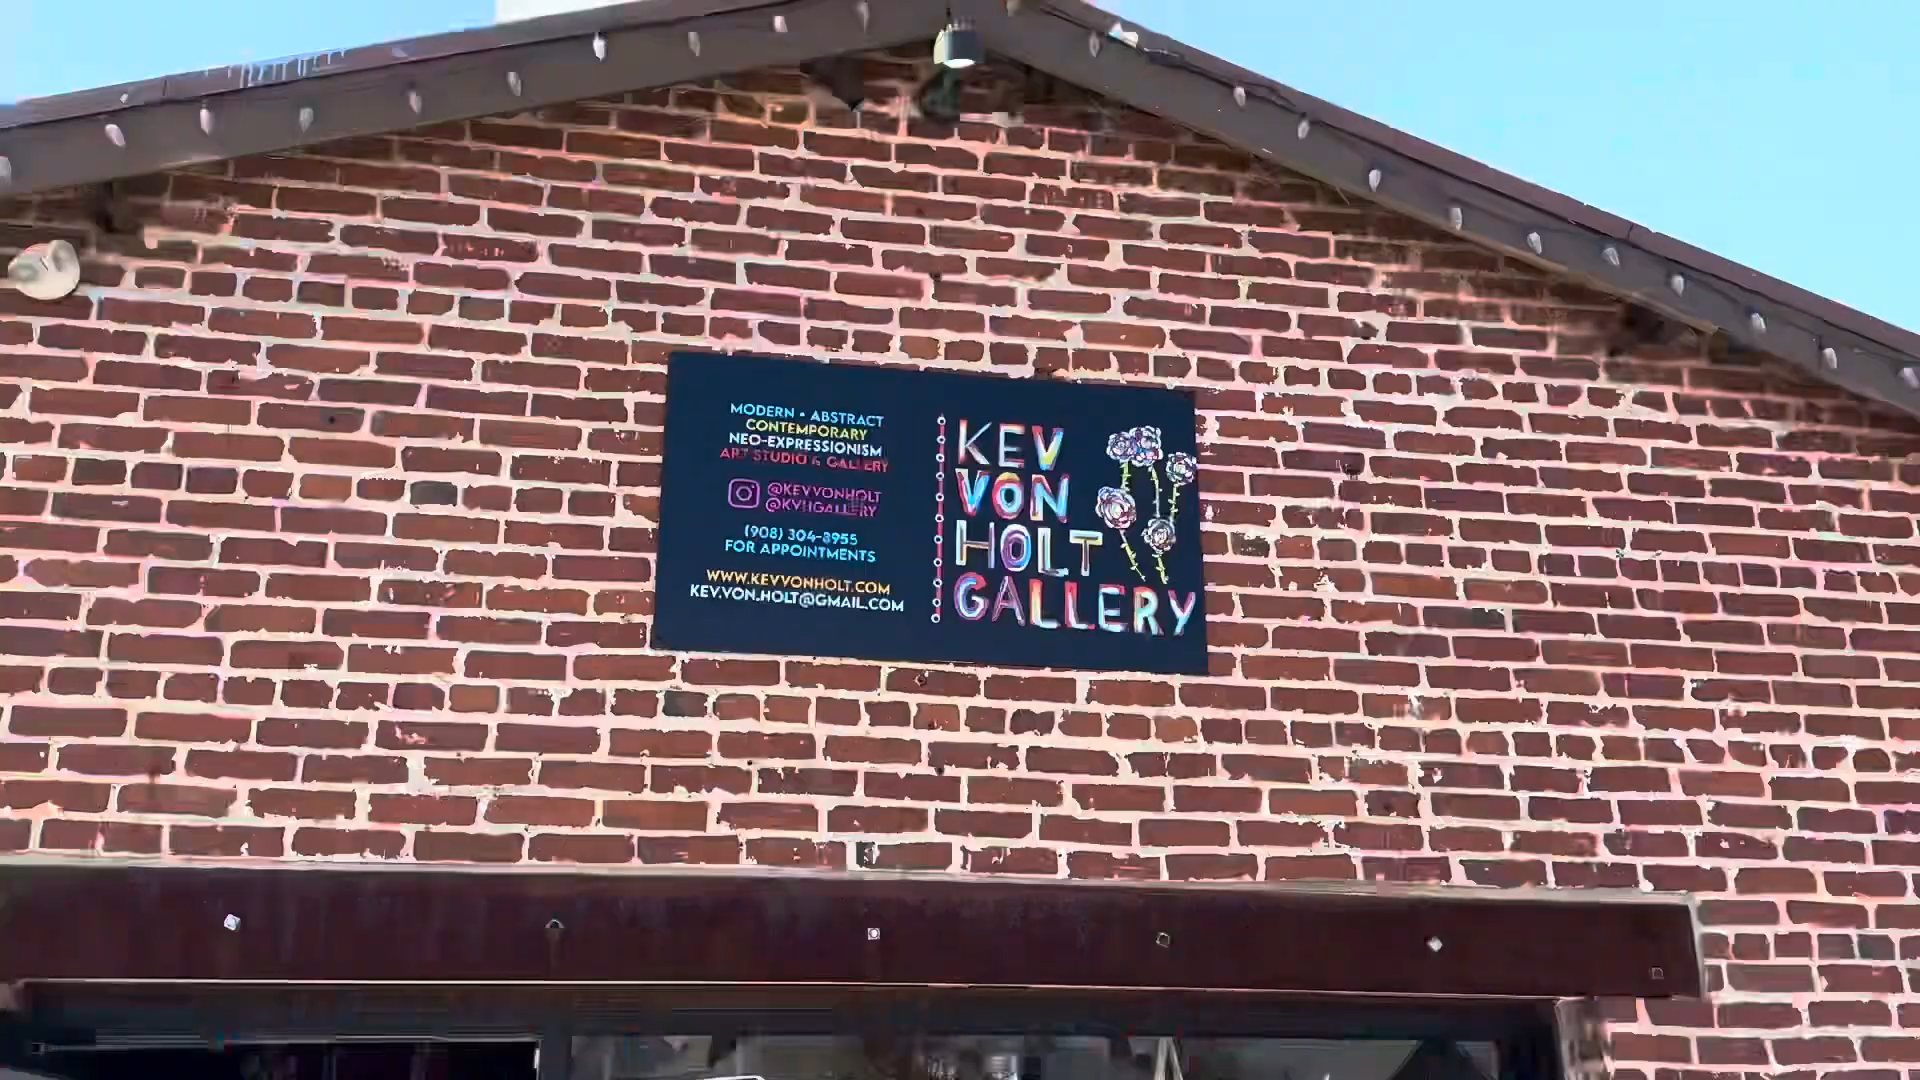 MODERN • ABSTRACT
CONTEMPORARY
NEO-EXPRESSIONISM
ART STUDIO & GALLERY
@KEVVONHOLT
@KVHGALLERY
(908) 304-8955
FOR APPOINTMENTS
WWW.KEVVONHOLT.COM
KEV.VON.HOLT@GMAIL.COM
KEV
VON
HOLT
GALLERY